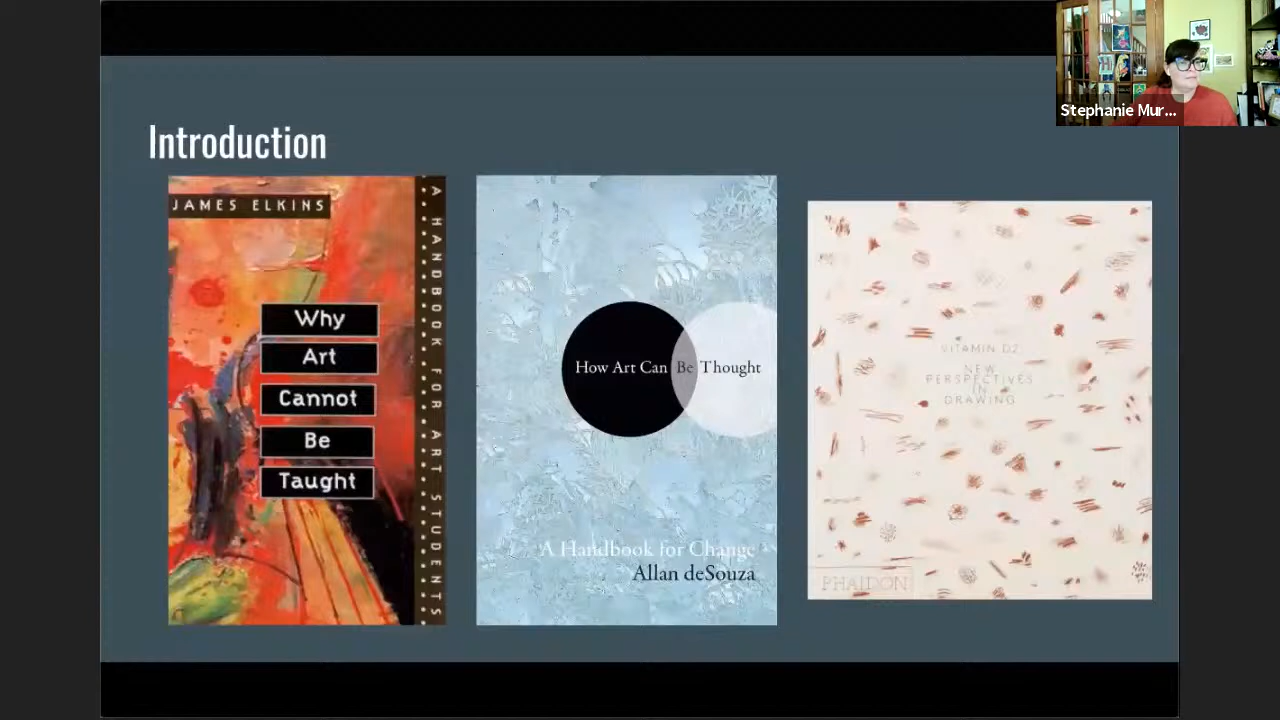 Stephanie Mur...
Introduction
JAMES ELKINS
Why
Art
Cannot
Be
Taught
A HANDBOOK FOR ART STUDENTS
How Art Can Be Thought
A Handbook for Change
Allan deSouza
VITAMIN D2
NEW
PERSPECTIVES
IN
DRAWING
PHAIDON